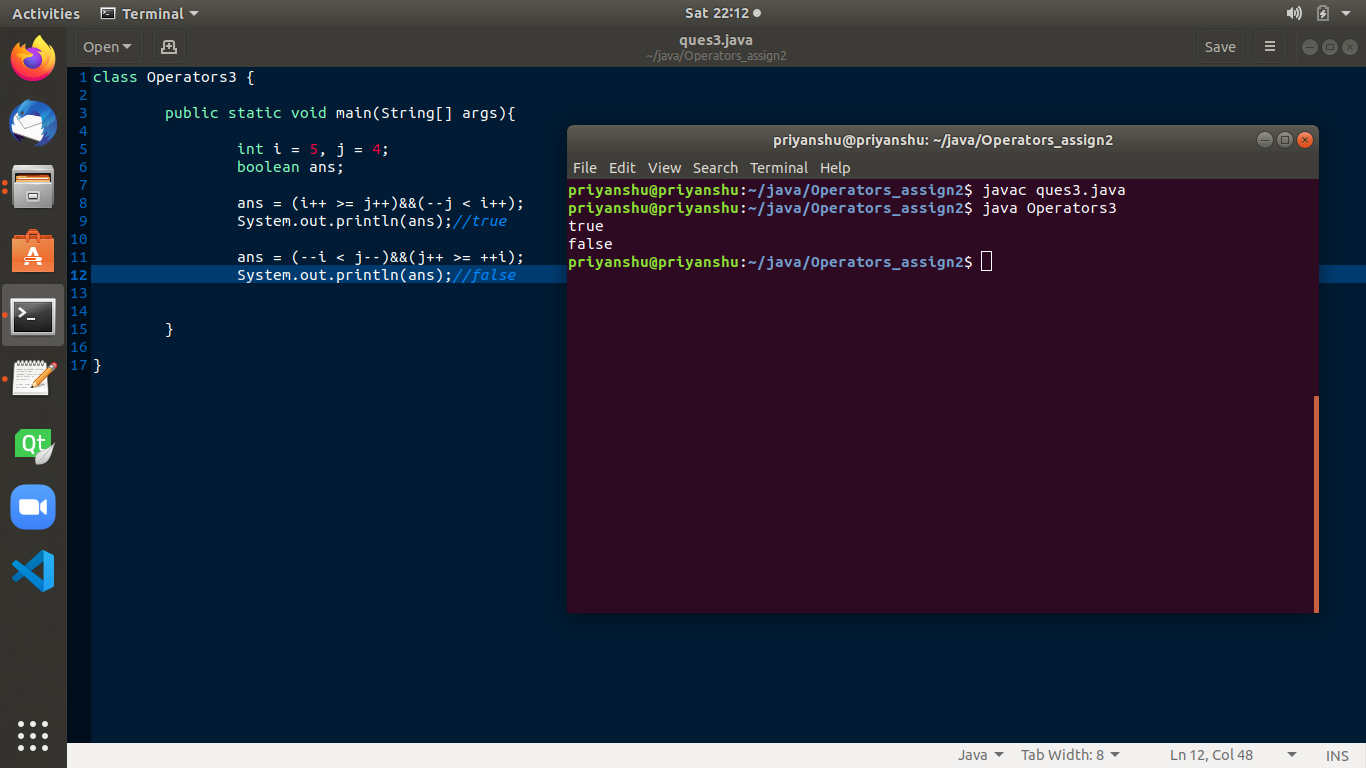 Activities Terminal Sat 22:12
Open ques3.java Save
~/java/Operators_assign2
1 class Operators3 {
2
3 public static void main(String[] args){
4
5 int i = 5, j = 4;
6 boolean ans;
7
8 ans = (i++ >= j++)&&(--j < i++);
9 System.out.println(ans);//true
10
11 ans = (--i < j--)&&(j++ >= ++i);
12 System.out.println(ans);//false
13
14
15 }
16
17 }
priyanshu@priyanshu: ~/java/Operators_assign2
File Edit View Search Terminal Help
priyanshu@priyanshu:~/java/Operators_assign2$ javac ques3.java
priyanshu@priyanshu:~/java/Operators_assign2$ java Operators3
true
false
priyanshu@priyanshu:~/java/Operators_assign2$
Qt
Java Tab Width: 8 Ln 12, Col 48 INS